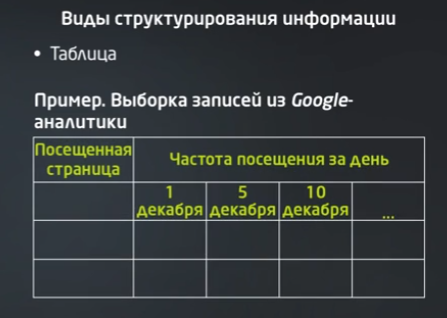 Виды структурирования информации
• Таблица
Пример. Выборка записей из Google-
аналитики
Посещенная
страница
Частота посещения за день
1
декабря
5
декабря
10
декабря
...